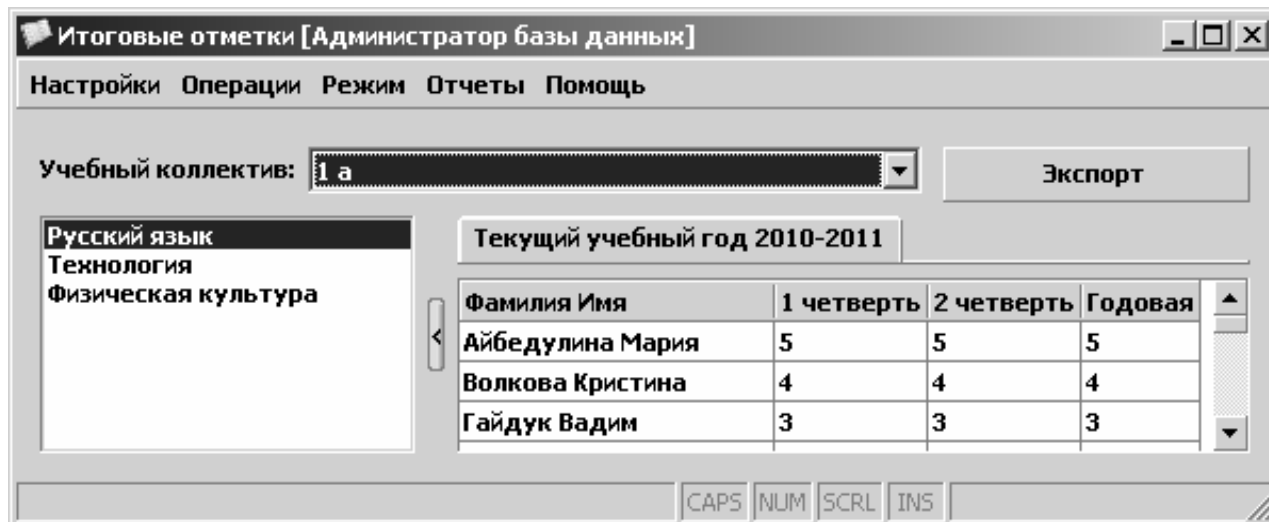 Итоговые отметки [Администратор базы данных]
Настройки Операции Режим Отчеты Помощь
Учебный коллектив: 1 а Экспорт
Русский язык
Технология
Физическая культура
Текущий учебный год 2010-2011
Фамилия Имя 1 четверть 2 четверть Годовая
Айбедулина Мария 5 5 5
Волкова Кристина 4 4 4
Гайдук Вадим 3 3 3
CAPS NUM SCRL INS